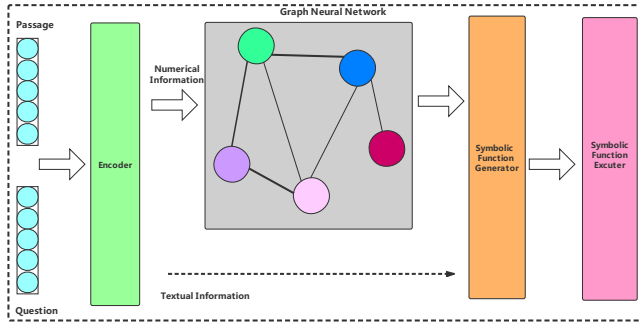 Graph Neural Network
Passage
Numerical
Information
Encoder
Symbolic
Function
Generator
Symbolic
Function
Excuter
Textual Information
Question